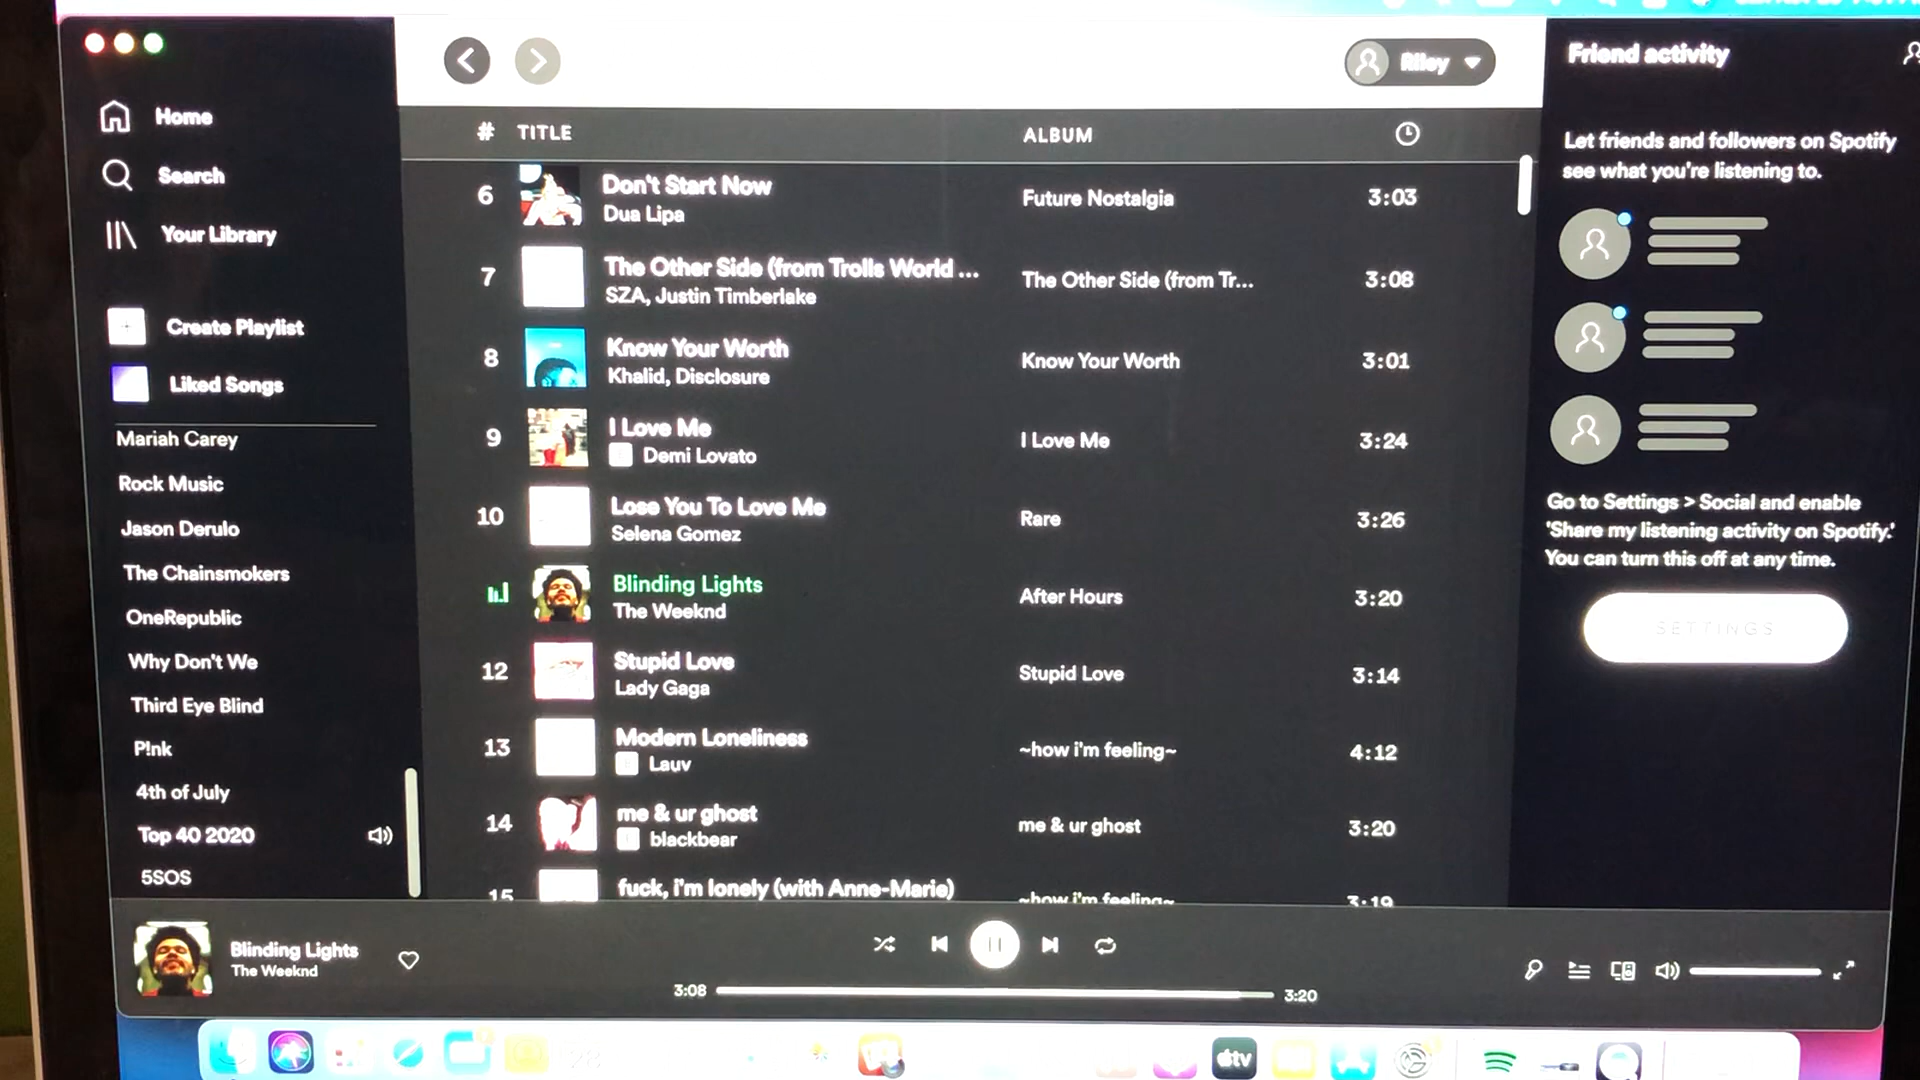 Home
Search
Your Library
Create Playlist
Liked Songs
Mariah Carey
Rock Music
Jason Derulo
The Chainsmokers
OneRepublic
Why Don't We
Third Eye Blind
P!nk
4th of July
Top 40 2020
5SOS
Riley
# TITLE ALBUM
6 Don't Start Now Future Nostalgia 3:03
Dua Lipa
7 The Other Side (from Trolls World ... The Other Side (from Tr... 3:08
SZA, Justin Timberlake
8 Know Your Worth Know Your Worth 3:01
Khalid, Disclosure
9 I Love Me I Love Me 3:24
Demi Lovato
10 Lose You To Love Me Rare 3:26
Selena Gomez
Blinding Lights After Hours 3:20
The Weeknd
12 Stupid Love Stupid Love 3:14
Lady Gaga
13 Modern Loneliness ~how i'm feeling~ 4:12
Lauv
14 me & ur ghost me & ur ghost 3:20
blackbear
15 fuck, i'm lonely (with Anne-Marie) ~how i'm feeling~ 3:19
Friend activity
Let friends and followers on Spotify
see what you're listening to.
Go to Settings > Social and enable
'Share my listening activity on Spotify.'
You can turn this off at any time.
SETTINGS
Blinding Lights
The Weeknd
3:08 3:20
tv